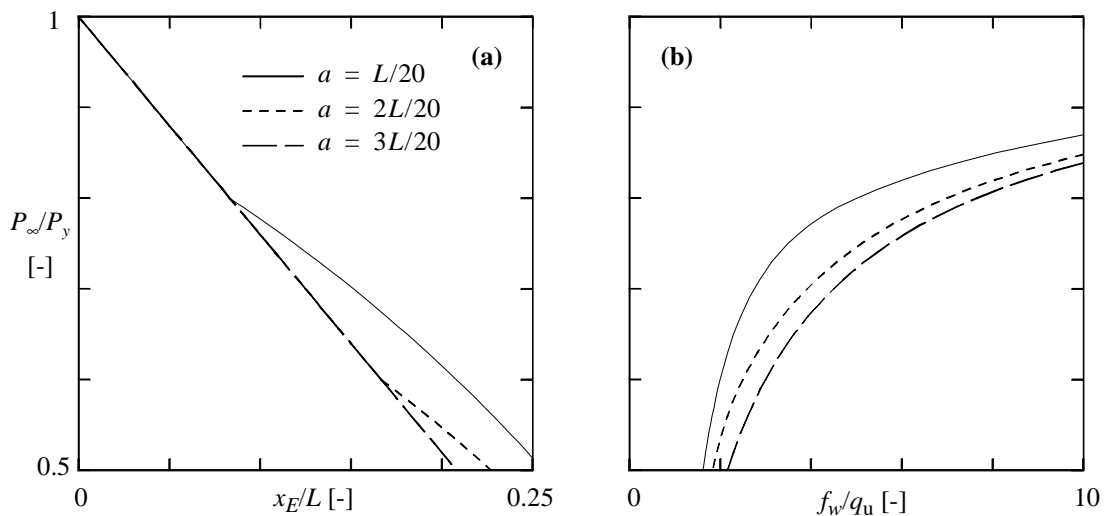 1
(a)
(b)
a = L/20
a = 2L/20
a = 3L/20
P∞/Py
[-]
0.5
0
xE/L [-]
0.25
0
fw/qu [-]
10